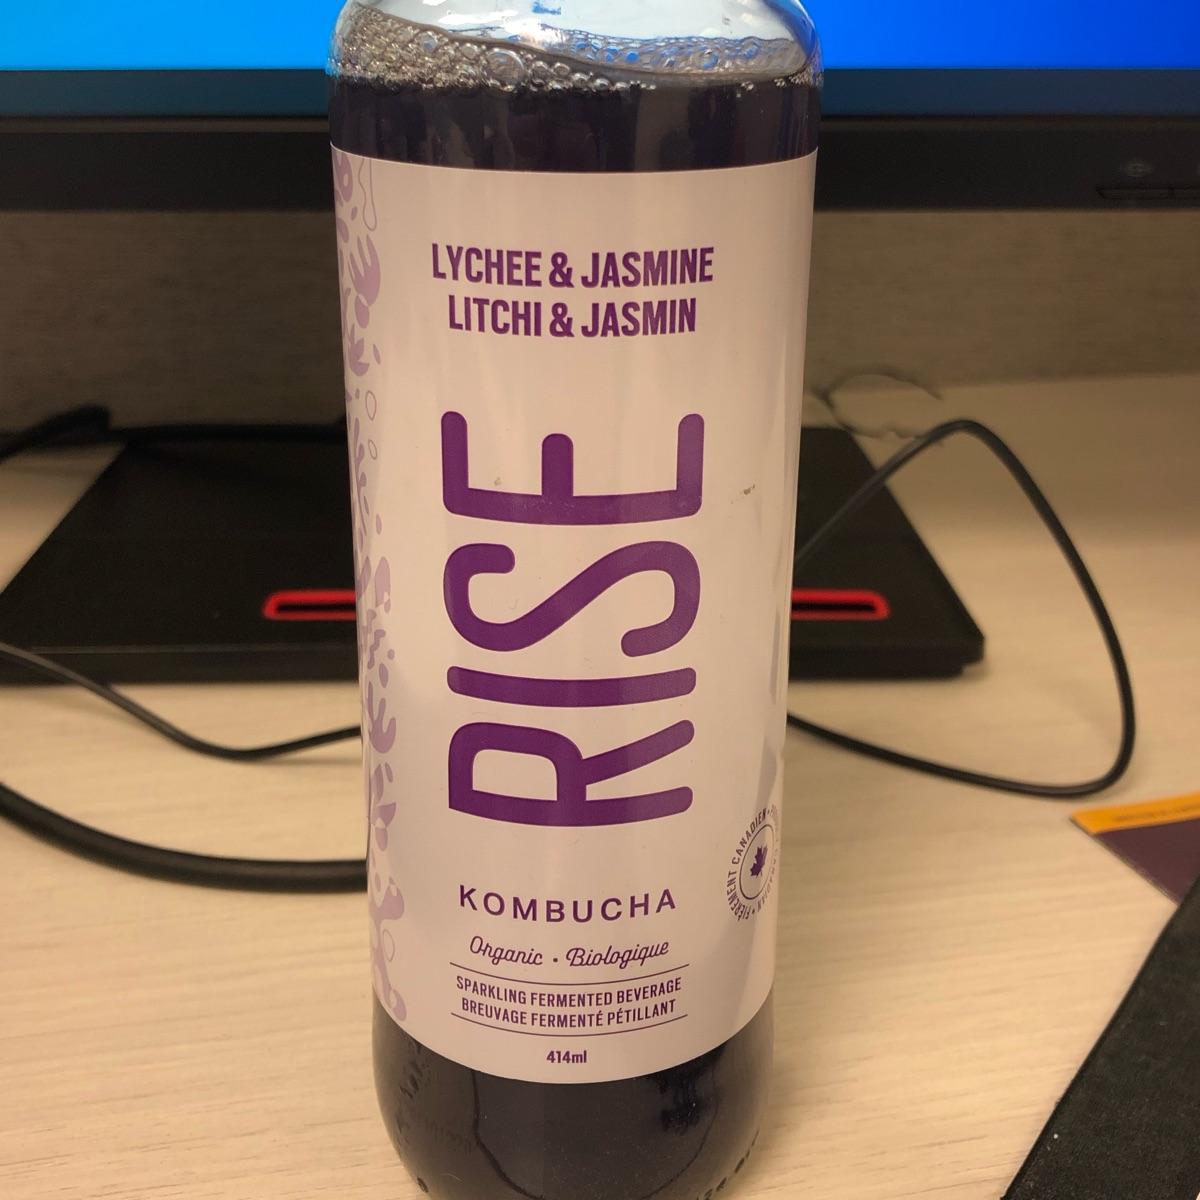 LYCHEE & JASMINE
LITCHI & JASMIN
RISE
FIÈREMENT CANADIEN
KOMBUCHA
Organic · Biologique
SPARKLING FERMENTED BEVERAGE
BREUVAGE FERMENTÉ PÉTILLANT
414ml